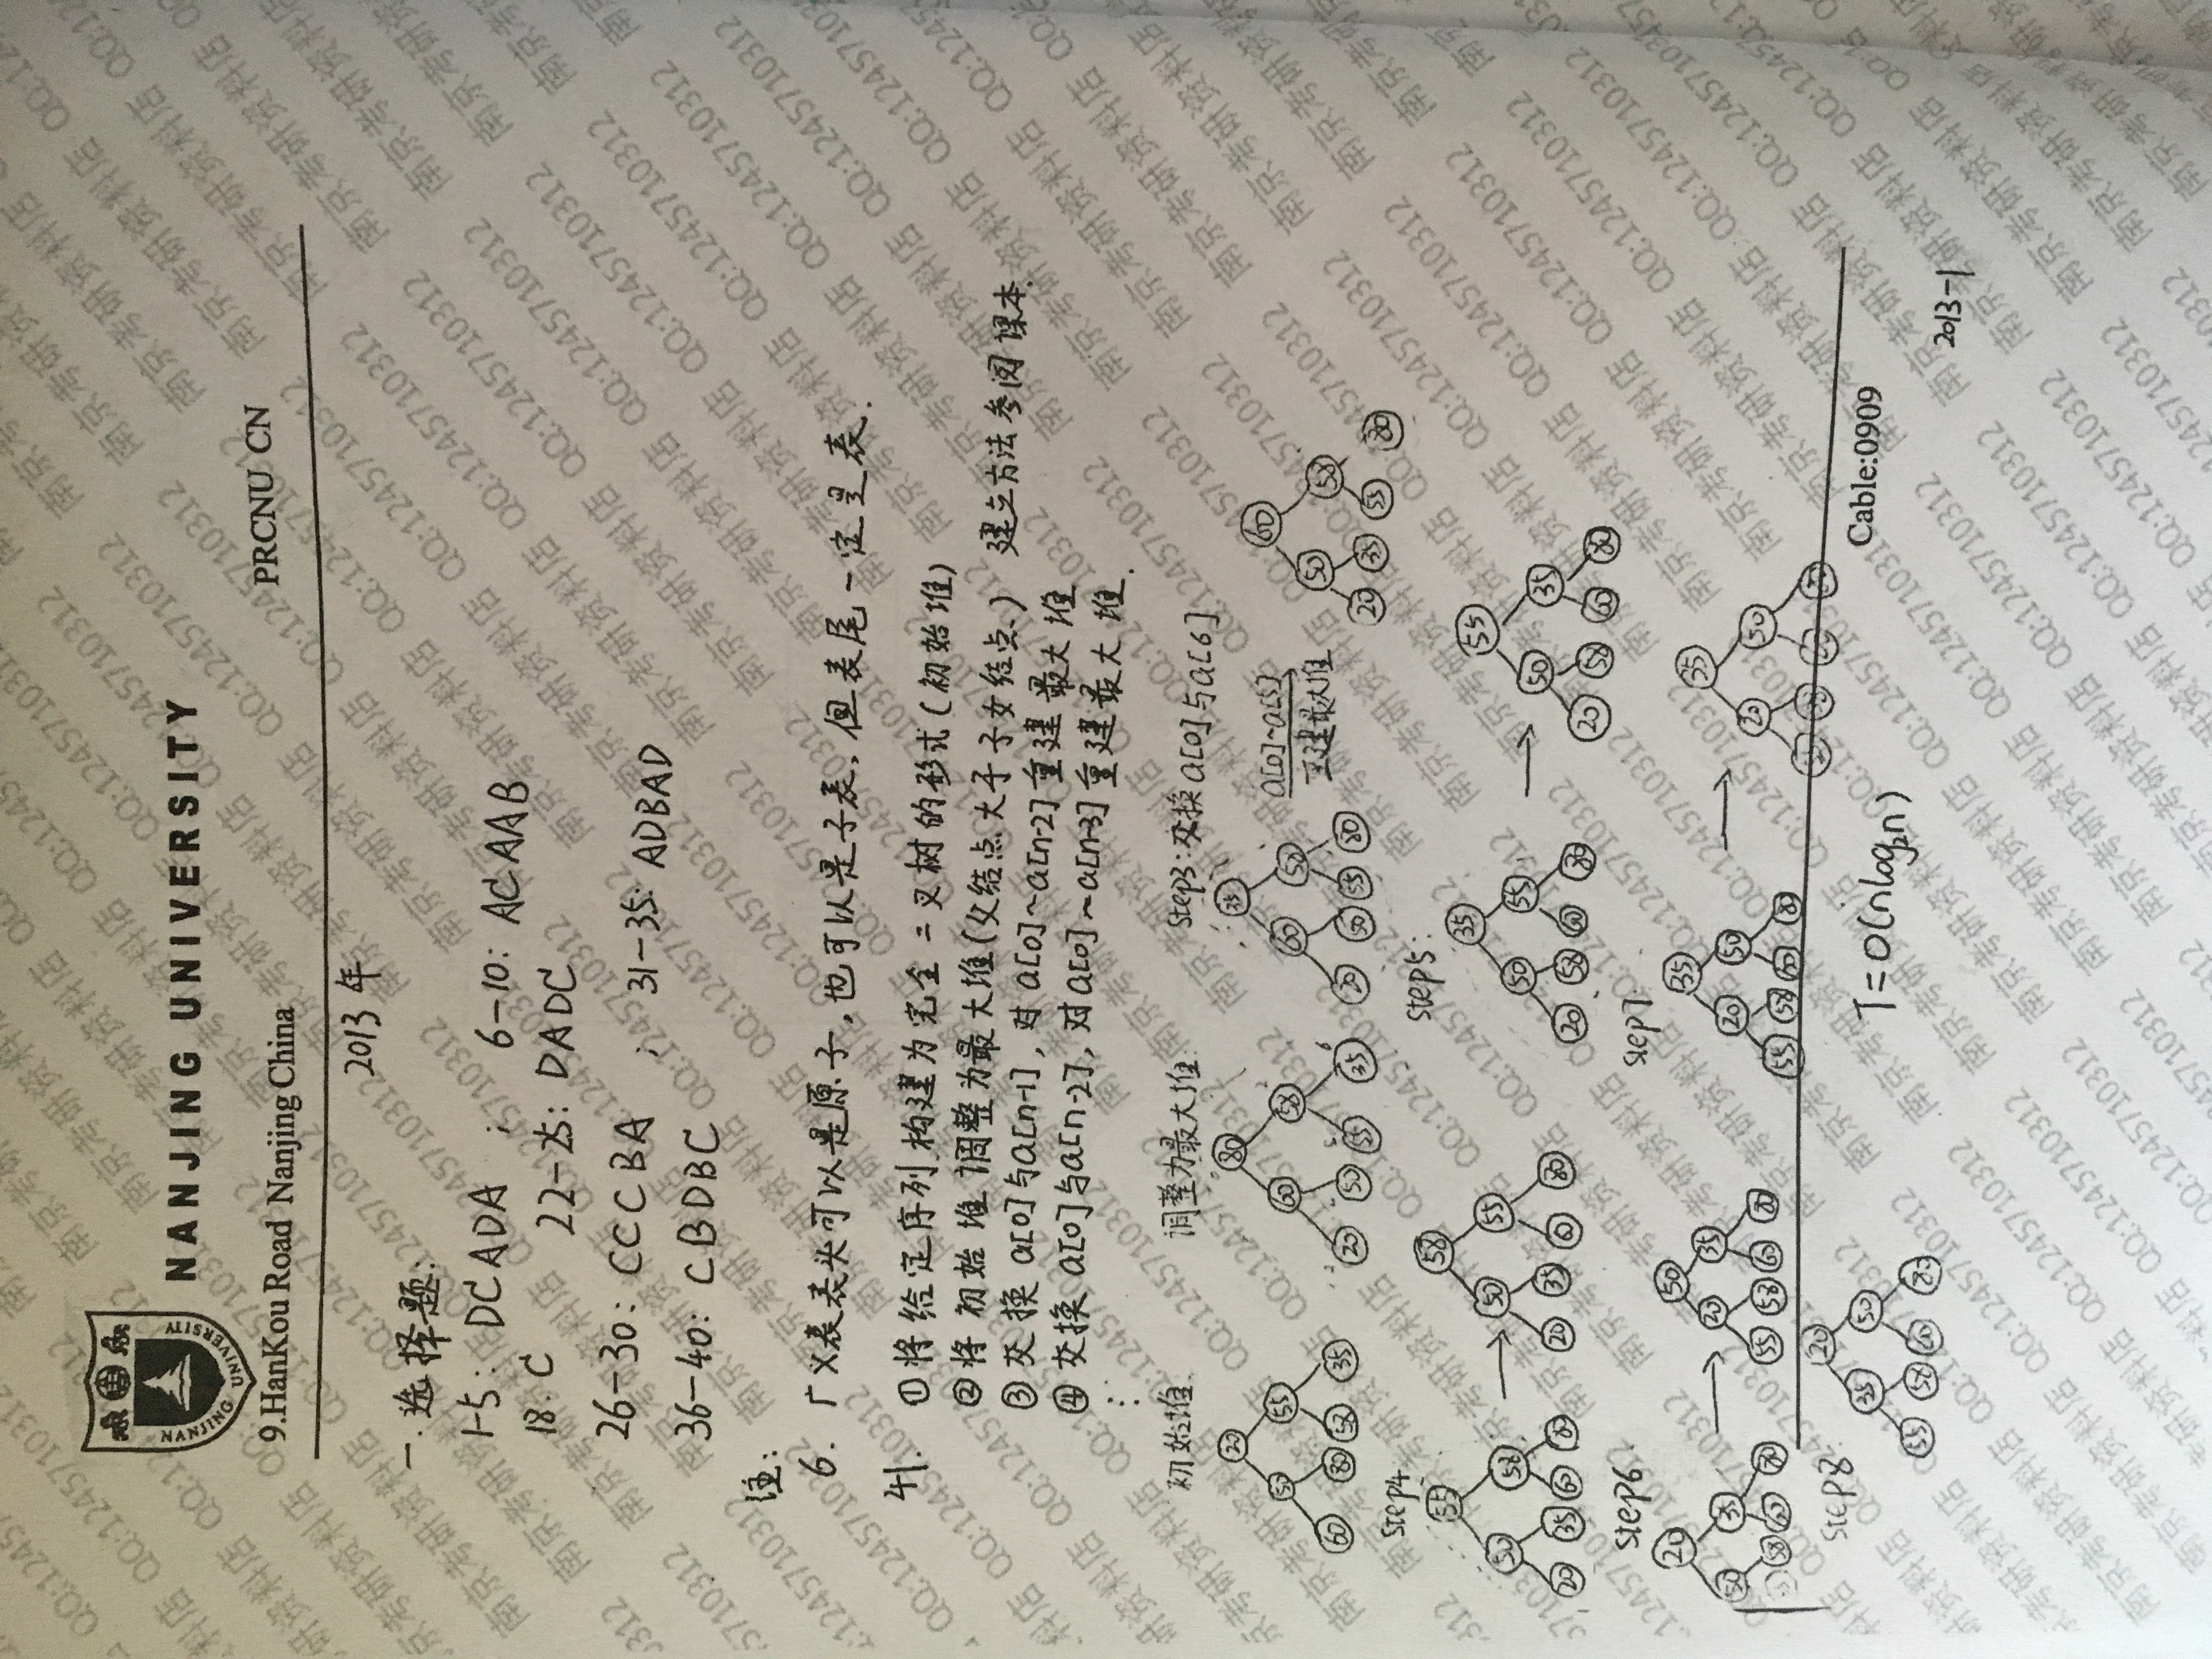 NANJING UNIVERSITY
NANJING UNIVERSITY
9.HanKou Road Nanjing China
PRCNU CN
2013年
一.选择题:
1-5: DCADA ; 6-10: ACAAB
18. C 22-25: DADC
26-30: CCCBA ; 31-35: ADBAD
36-40: CBDBC
注:
6. 广义表表头可以是原子,也可以是子表,但表尾一定是表.
41. ①将给定序列构建为完全二叉树的形式(初始堆)
②将初始堆调整为最大堆(父结点大于子女结点) 建立方法参阅课本.
③交换a[0]与a[n-1],对a[0]~a[n-2]重建最大堆
④交换a[0]与a[n-2],对a[0]~a[n-3]重建最大堆.
⋮
初始堆 调整为最大堆 Step3:交换a[0]与a[6]
20 80 35 60
a[0]~a[5]
50 55 60 58 60 58 50 58
重建最大堆
60 80 58 35 20 50 55 35 20 50 55 80 20 35 55 80
Step4 Step5:
55 58 35 55
50 58 50 55 50 55 50 35
20 35 60 80 20 35 60 80 20 58 60 80 20 58 60 80
Step6 Step7
20 50 35 35
50 35 20 35 20 50 20 50
58 60 80 55 58 60 80 55 58 60 80
Step8
20
35 50
55 58 60 80
T=O(nlog₂n)
Cable:0909
2013-1
南京考研资料店 QQ:1245710312